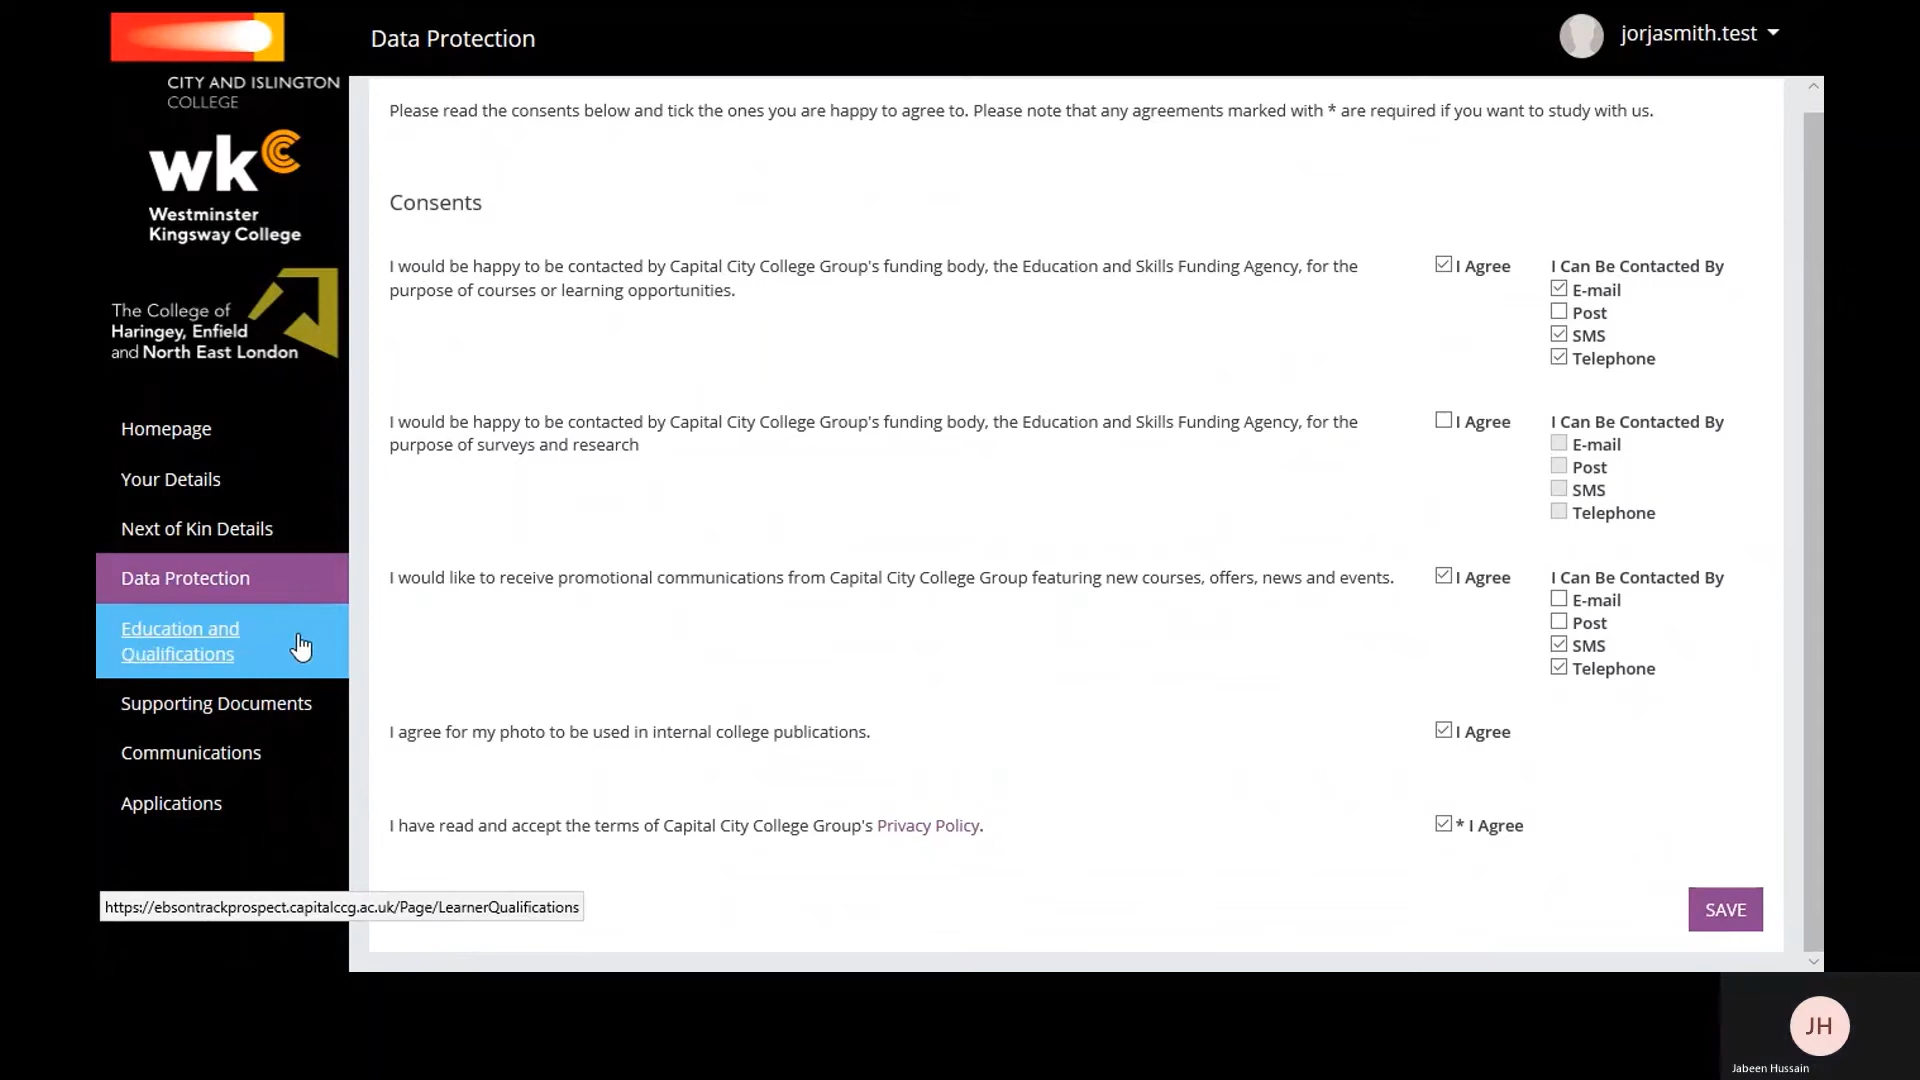 Data Protection
jorjasmith.test
CITY AND ISLINGTON
COLLEGE
wkc
Westminster
Kingsway College
The College of
Haringey, Enfield
and North East London
Homepage
Your Details
Next of Kin Details
Data Protection
Education and
Qualifications
Supporting Documents
Communications
Applications
https://ebsontrackprospect.capitalccg.ac.uk/Page/LearnerQualifications
Please read the consents below and tick the ones you are happy to agree to. Please note that any agreements marked with * are required if you want to study with us.
Consents
I would be happy to be contacted by Capital City College Group's funding body, the Education and Skills Funding Agency, for the
purpose of courses or learning opportunities.
I Agree
I Can Be Contacted By
E-mail
Post
SMS
Telephone
I would be happy to be contacted by Capital City College Group's funding body, the Education and Skills Funding Agency, for the
purpose of surveys and research
I Agree
I Can Be Contacted By
E-mail
Post
SMS
Telephone
I would like to receive promotional communications from Capital City College Group featuring new courses, offers, news and events.
I Agree
I Can Be Contacted By
E-mail
Post
SMS
Telephone
I agree for my photo to be used in internal college publications.
I Agree
I have read and accept the terms of Capital City College Group's Privacy Policy.
* I Agree
SAVE
JH
Jabeen Hussain